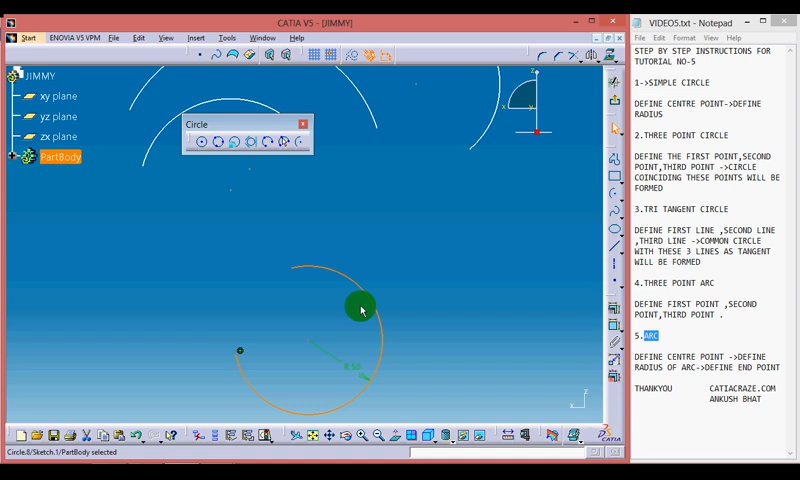 CATIA V5 - [JIMMY]
Start ENOVIA V5 VPM File Edit View Insert Tools Window Help
JIMMY
xy plane
yz plane
zx plane
PartBody
Circle
z
x
y
R 50
z
x
CATIA
Circle.8/Sketch.1/PartBody selected
VIDEO5.txt - Notepad
File Edit Format View Help
STEP BY STEP INSTRUCTIONS FOR
TUTORIAL NO-5
1->SIMPLE CIRCLE
DEFINE CENTRE POINT->DEFINE
RADIUS
2.THREE POINT CIRCLE
DEFINE THE FIRST POINT,SECOND
POINT,THIRD POINT ->CIRCLE
COINCIDING THESE POINTS WILL BE
FORMED
3.TRI TANGENT CIRCLE
DEFINE FIRST LINE ,SECOND LINE
,THIRD LINE ->COMMON CIRCLE
WITH THESE 3 LINES AS TANGENT
WILL BE FORMED
4.THREE POINT ARC
DEFINE FIRST POINT ,SECOND
POINT,THIRD POINT .
5.ARC
DEFINE CENTRE POINT ->DEFINE
RADIUS OF ARC->DEFINE END POINT
THANKYOU CATIACRAZE.COM
ANKUSH BHAT